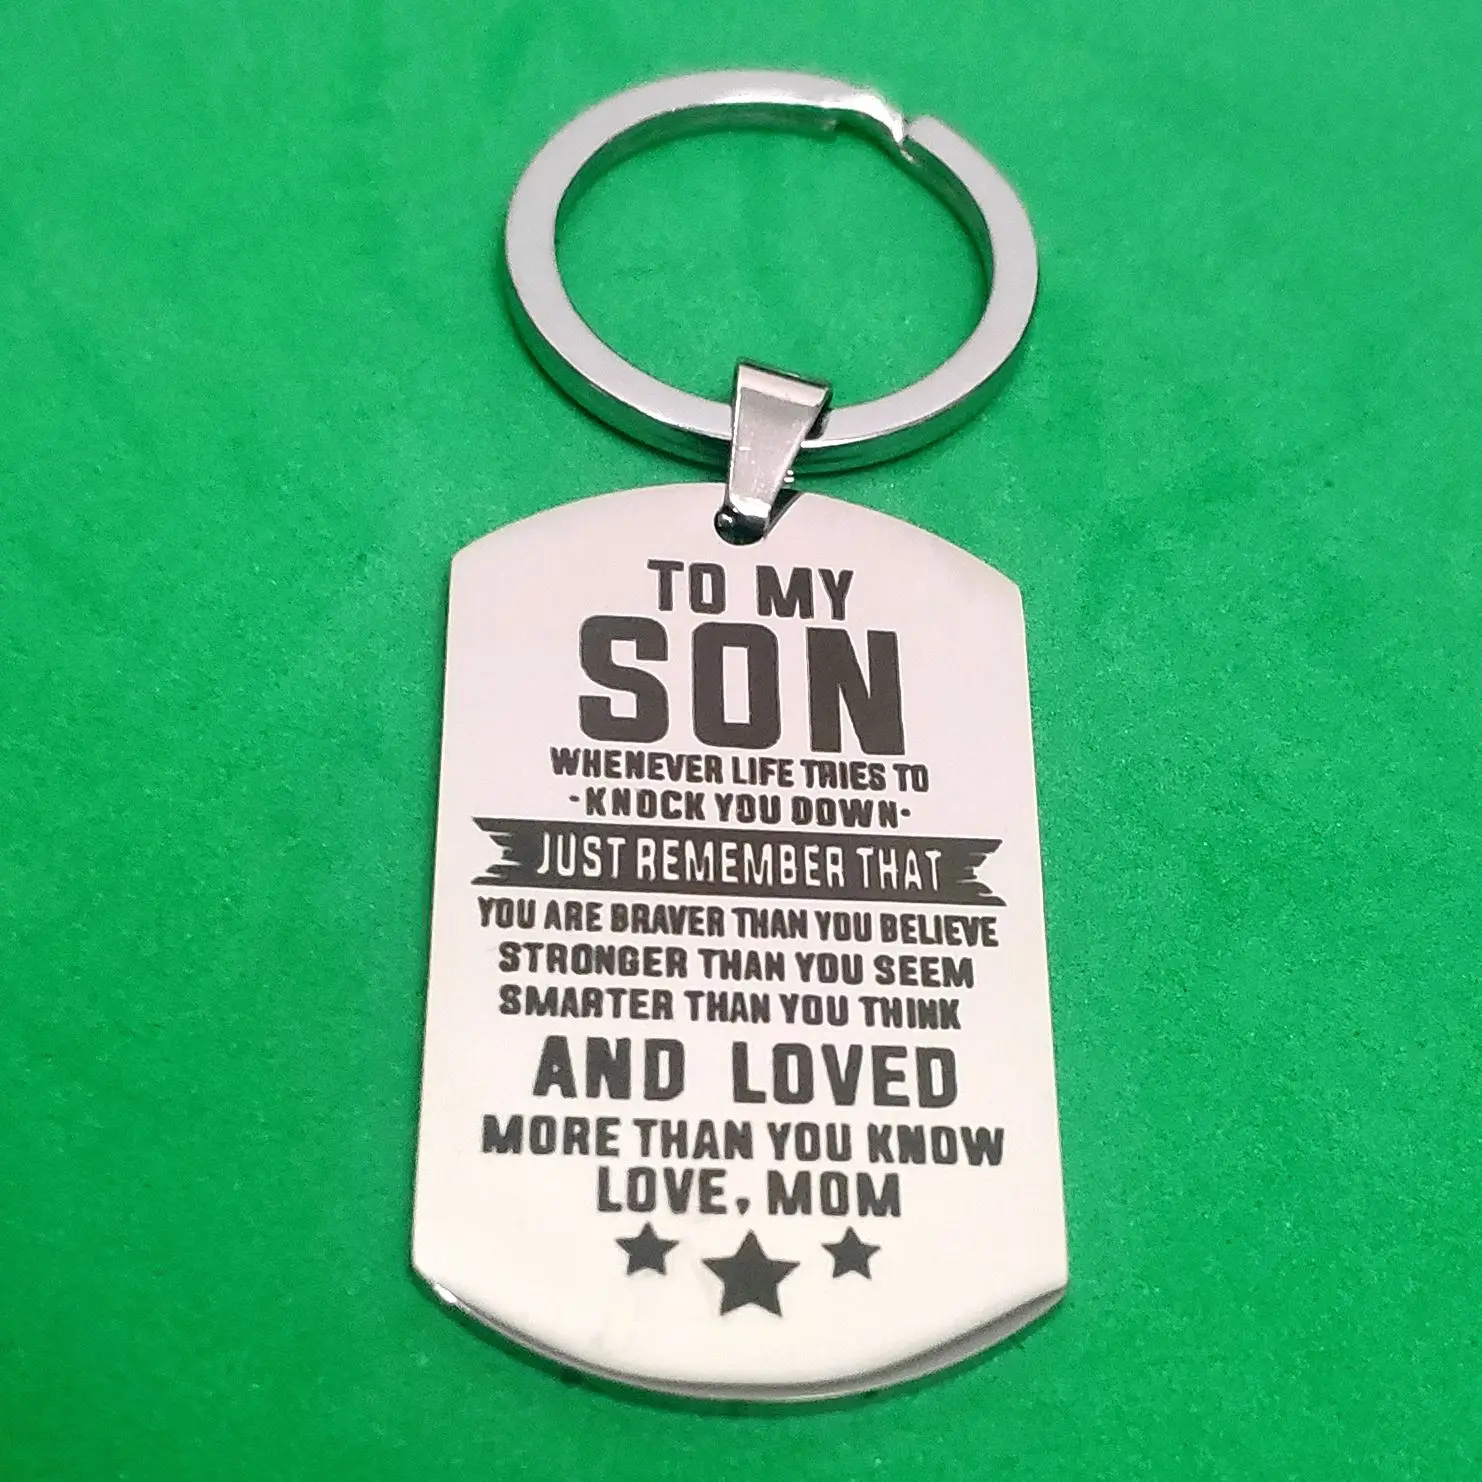 TO MY
SON
WHENEVER LIFE TRIES TO
-KNOCK YOU DOWN-
JUST REMEMBER THAT
YOU ARE BRAVER THAN YOU BELIEVE
STRONGER THAN YOU SEEM
SMARTER THAN YOU THINK
AND LOVED
MORE THAN YOU KNOW
LOVE, MOM